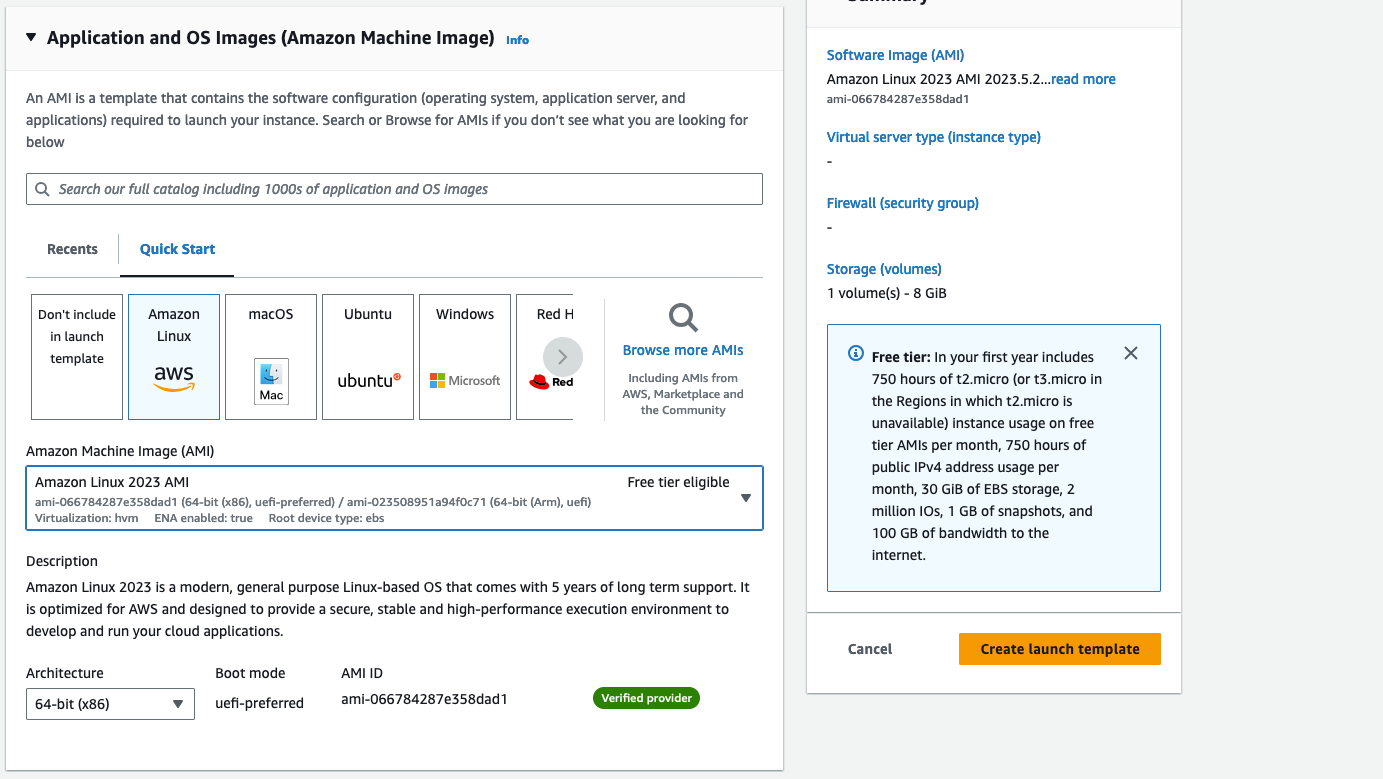 Application and OS Images (Amazon Machine Image) Info
An AMI is a template that contains the software configuration (operating system, application server, and
applications) required to launch your instance. Search or Browse for AMIs if you don't see what you are looking for
below
Search our full catalog including 1000s of application and OS images
Recents
Quick Start
Don't include
in launch
template
Amazon
Linux
aws
macOS
Mac
Ubuntu
ubuntu
Windows
Microsoft
Red H
Red
Browse more AMIs
Including AMIs from
AWS, Marketplace and
the Community
Amazon Machine Image (AMI)
Amazon Linux 2023 AMI
Free tier eligible
ami-066784287e358dad1 (64-bit (x86), uefi-preferred) / ami-023508951a94f0c71 (64-bit (Arm), uefi)
Virtualization: hvm ENA enabled: true Root device type: ebs
Description
Amazon Linux 2023 is a modern, general purpose Linux-based OS that comes with 5 years of long term support. It
is optimized for AWS and designed to provide a secure, stable and high-performance execution environment to
develop and run your cloud applications.
Architecture
64-bit (x86)
Boot mode
uefi-preferred
AMI ID
ami-066784287e358dad1
Verified provider
Summary
Software Image (AMI)
Amazon Linux 2023 AMI 2023.5.2...read more
ami-066784287e358dad1
Virtual server type (instance type)
-
Firewall (security group)
-
Storage (volumes)
1 volume(s) - 8 GiB
Free tier: In your first year includes
750 hours of t2.micro (or t3.micro in
the Regions in which t2.micro is
unavailable) instance usage on free
tier AMIs per month, 750 hours of
public IPv4 address usage per
month, 30 GiB of EBS storage, 2
million IOs, 1 GB of snapshots, and
100 GB of bandwidth to the
internet.
Cancel
Create launch template